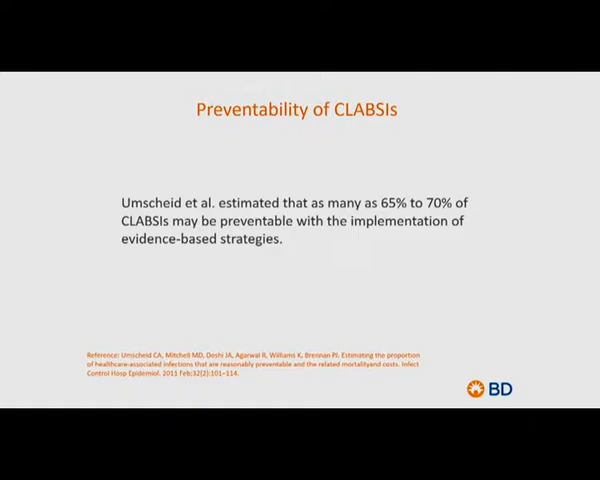 Preventability of CLABSIs
Umscheid et al. estimated that as many as 65% to 70% of
CLABSIs may be preventable with the implementation of
evidence-based strategies.
Reference: Umscheid CA, Mitchell MD, Doshi JA, Agarwal R, Williams K, Brennan PJ. Estimating the proportion
of healthcare-associated infections that are reasonably preventable and the related mortalityand costs. Infect
Control Hosp Epidemiol. 2011 Feb;32(2):101–114.
BD